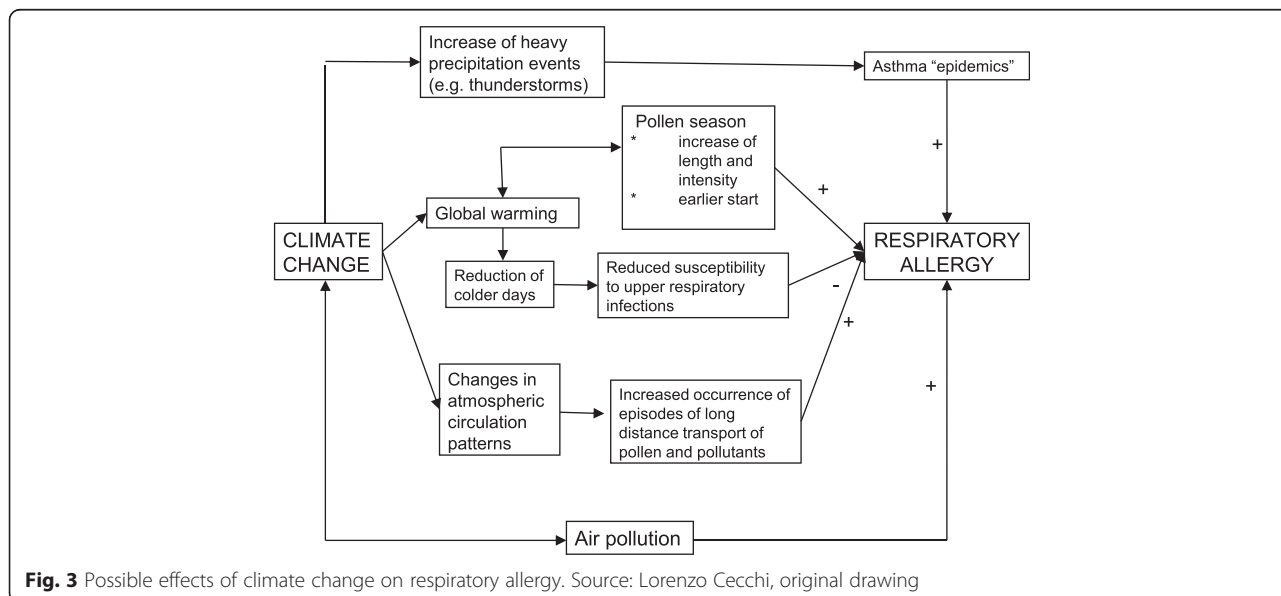 Increase of heavy
precipitation events
(e.g. thunderstorms)
Asthma “epidemics”
Pollen season
* increase of
length and
intensity
* earlier start
+
+
Global warming
CLIMATE
CHANGE
RESPIRATORY
ALLERGY
Reduction of
colder days
Reduced susceptibility
to upper respiratory
infections
-
+
Changes in
atmospheric
circulation
patterns
Increased occurrence of
episodes of long
distance transport of
pollen and pollutants
+
Air pollution
Fig. 3 Possible effects of climate change on respiratory allergy. Source: Lorenzo Cecchi, original drawing